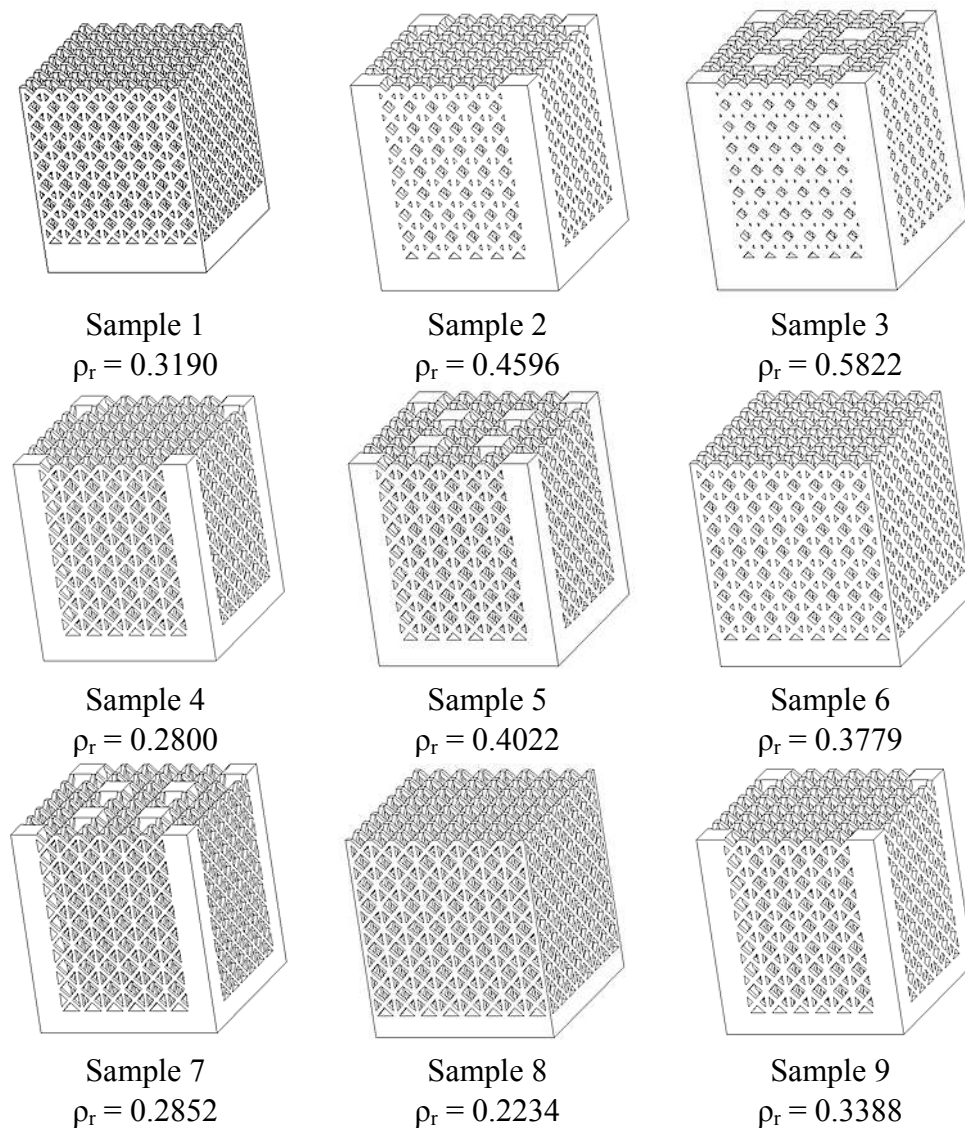 Sample 1
ρr = 0.3190
Sample 2
ρr = 0.4596
Sample 3
ρr = 0.5822
Sample 4
ρr = 0.2800
Sample 5
ρr = 0.4022
Sample 6
ρr = 0.3779
Sample 7
ρr = 0.2852
Sample 8
ρr = 0.2234
Sample 9
ρr = 0.3388